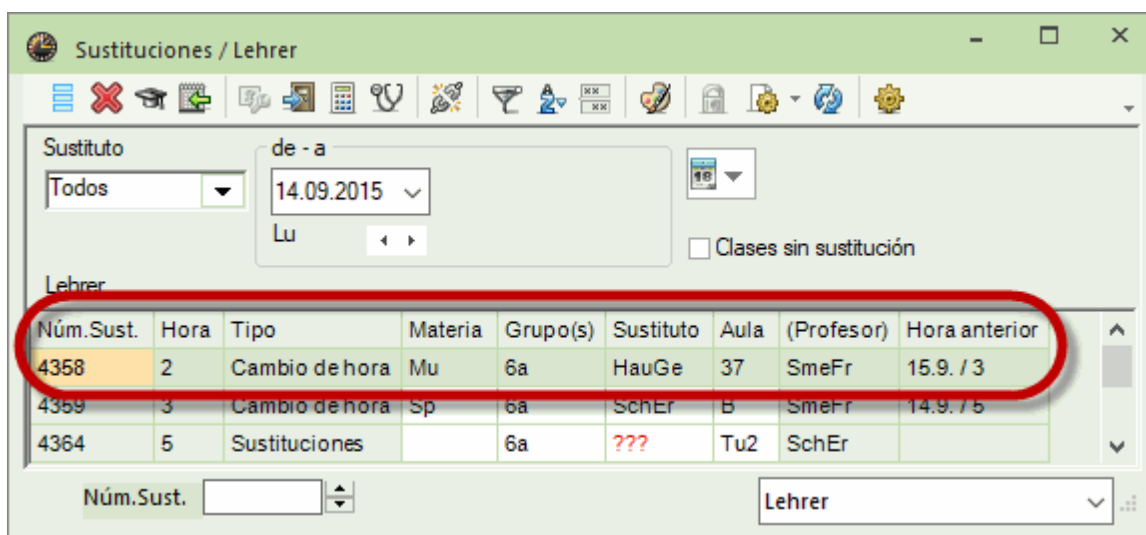 Sustituciones / Lehrer
Sustituto
de - a
Todos
14.09.2015
Lu
Clases sin sustitución
Lehrer
Núm.Sust. Hora Tipo Materia Grupo(s) Sustituto Aula (Profesor) Hora anterior
4358 2 Cambio de hora Mu 6a HauGe 37 SmeFr 15.9. / 3
4359 3 Cambio de hora Sp 6a SchEr B SmeFr 14.9. / 5
4364 5 Sustituciones 6a ??? Tu2 SchEr
Núm.Sust.
Lehrer